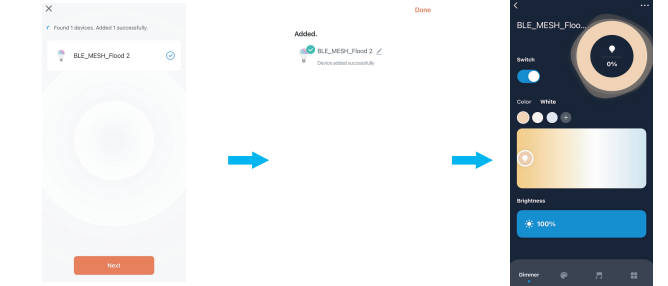 Found 1 devices. Added 1 successfully.
BLE_MESH_Flood 2
Next
Done
Added.
BLE_MESH_Flood 2
Device added successfully
BLE_MESH_Floo...
0%
Switch
Color White
Brightness
100%
Dimmer